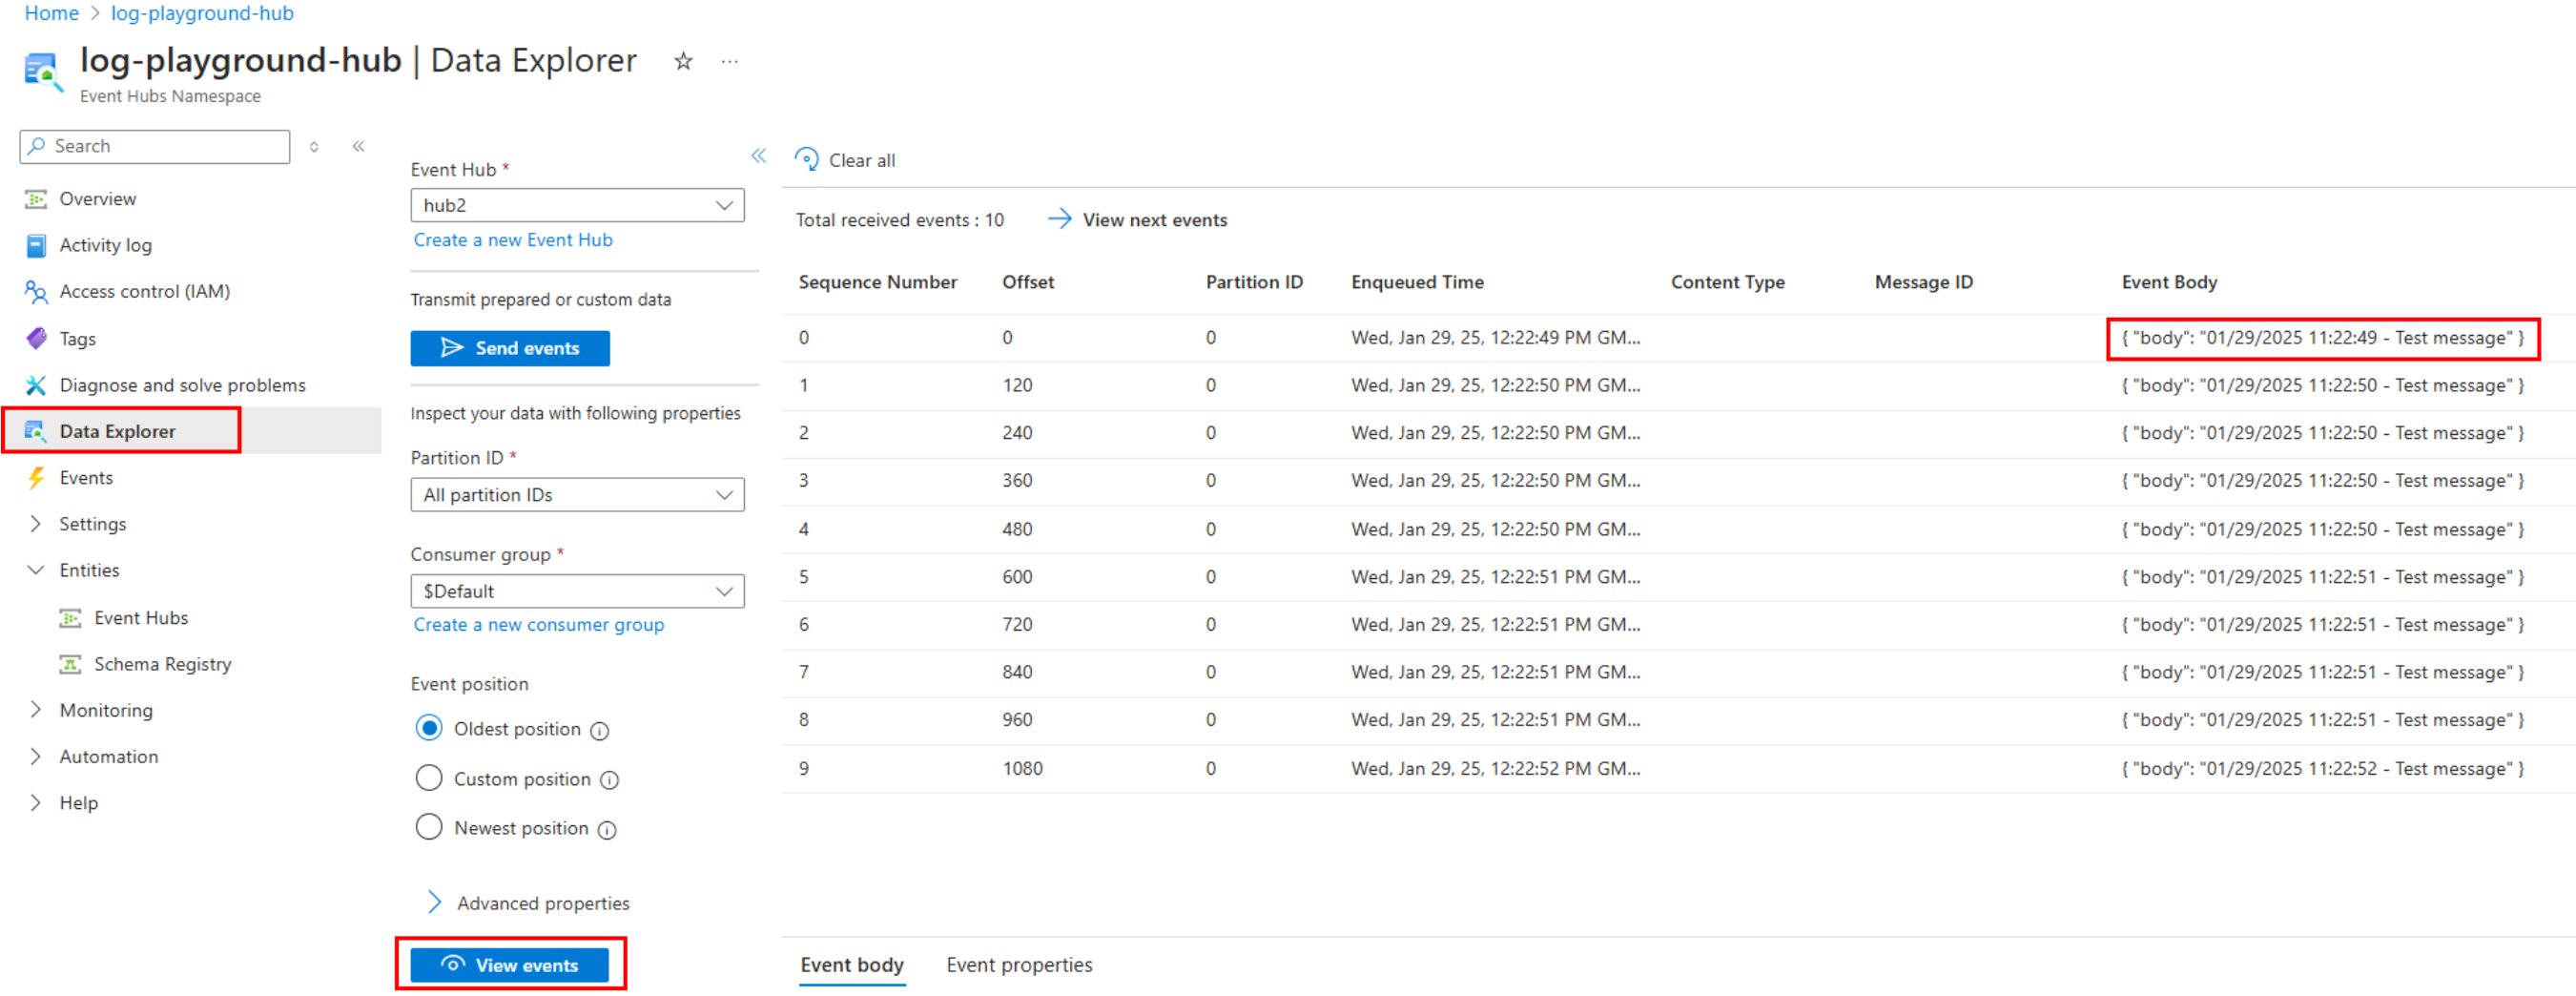 Home > log-playground-hub
log-playground-hub | Data Explorer
Event Hubs Namespace
Search
Overview
Activity log
Access control (IAM)
Tags
Diagnose and solve problems
Data Explorer
Events
Settings
Entities
Event Hubs
Schema Registry
Monitoring
Automation
Help
Event Hub *
hub2
Create a new Event Hub
Transmit prepared or custom data
Send events
Inspect your data with following properties
Partition ID *
All partition IDs
Consumer group *
$Default
Create a new consumer group
Event position
Oldest position
Custom position
Newest position
Advanced properties
View events
Clear all
Total received events : 10 View next events
Sequence Number Offset Partition ID Enqueued Time Content Type Message ID Event Body
0 0 0 Wed, Jan 29, 25, 12:22:49 PM GM... { "body": "01/29/2025 11:22:49 - Test message" }
1 120 0 Wed, Jan 29, 25, 12:22:50 PM GM... { "body": "01/29/2025 11:22:50 - Test message" }
2 240 0 Wed, Jan 29, 25, 12:22:50 PM GM... { "body": "01/29/2025 11:22:50 - Test message" }
3 360 0 Wed, Jan 29, 25, 12:22:50 PM GM... { "body": "01/29/2025 11:22:50 - Test message" }
4 480 0 Wed, Jan 29, 25, 12:22:50 PM GM... { "body": "01/29/2025 11:22:50 - Test message" }
5 600 0 Wed, Jan 29, 25, 12:22:51 PM GM... { "body": "01/29/2025 11:22:51 - Test message" }
6 720 0 Wed, Jan 29, 25, 12:22:51 PM GM... { "body": "01/29/2025 11:22:51 - Test message" }
7 840 0 Wed, Jan 29, 25, 12:22:51 PM GM... { "body": "01/29/2025 11:22:51 - Test message" }
8 960 0 Wed, Jan 29, 25, 12:22:51 PM GM... { "body": "01/29/2025 11:22:51 - Test message" }
9 1080 0 Wed, Jan 29, 25, 12:22:52 PM GM... { "body": "01/29/2025 11:22:52 - Test message" }
Event body Event properties